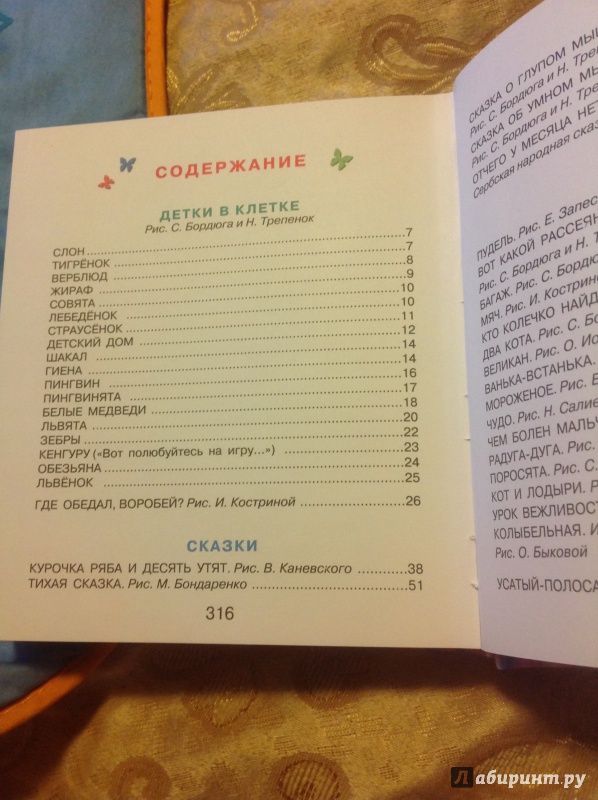 СОДЕРЖАНИЕ
ДЕТКИ В КЛЕТКЕ
Рис. С. Бордюга и Н. Трепенок
СЛОН ........ 7
ТИГРЁНОК ........ 7
ВЕРБЛЮД ........ 8
ЖИРАФ ........ 9
СОВЯТА ........ 10
ЛЕБЕДЁНОК ........ 10
СТРАУСЁНОК ........ 11
ДЕТСКИЙ ДОМ ........ 12
ШАКАЛ ........ 14
ГИЕНА ........ 14
ПИНГВИН ........ 16
ПИНГВИНЯТА ........ 17
БЕЛЫЕ МЕДВЕДИ ........ 18
ЛЬВЯТА ........ 20
ЗЕБРЫ ........ 22
КЕНГУРУ («Вот полюбуйтесь на игру...») ........ 23
ОБЕЗЬЯНА ........ 24
ЛЬВЁНОК ........ 25
ГДЕ ОБЕДАЛ, ВОРОБЕЙ? Рис. И. Костриной ........ 26
СКАЗКИ
КУРОЧКА РЯБА И ДЕСЯТЬ УТЯТ. Рис. В. Каневского ........ 38
ТИХАЯ СКАЗКА. Рис. М. Бондаренко ........ 51
316
СКАЗКА О ГЛУПОМ
Рис. С. Бордюга и Н.
СКАЗКА ОБ УМНОМ
Рис. С. Бордюга и Н.
ОТЧЕГО У МЕСЯЦА НЕТ
Сербская народная
ПУДЕЛЬ. Рис. Е.
ВОТ КАКОЙ
Рис. С. Бордюга и Н.
БАГАЖ. Рис. С.
МЯЧ. Рис. И.
КТО КОЛЕЧКО
ДВА КОТА. Рис. С.
ВЕЛИКАН. Рис. О.
ВАНЬКА-ВСТАНЬКА.
МОРОЖЕНОЕ. Рис.
ЧУДО. Рис. Н.
ЧЕМ БОЛЕН
РАДУГА-ДУГА.
ПОРОСЯТА. Рис. С.
КОТ И ЛОДЫРИ.
УРОК
КОЛЫБЕЛЬНАЯ.
Рис. О. Быковой
Лабиринт.ру